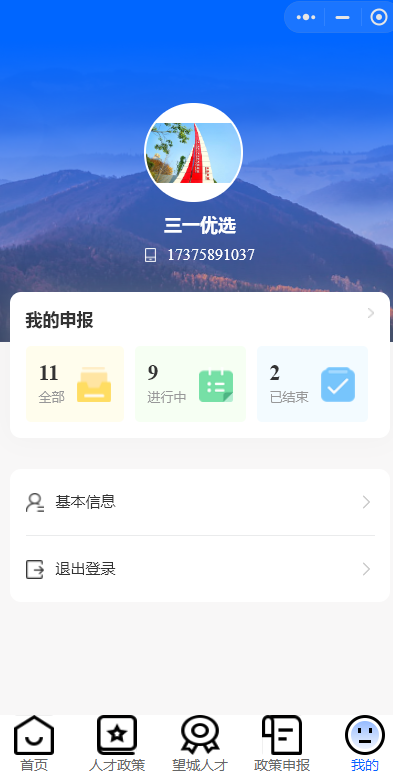 三一优选
17375891037
我的申报
11
全部
9
进行中
2
已结束
基本信息
退出登录
首页
人才政策
望城人才
政策申报
我的